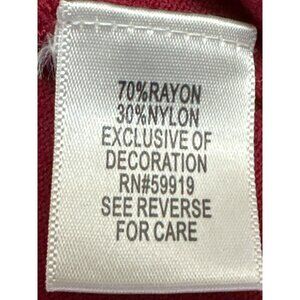 70%RAYON
30%NYLON
EXCLUSIVE OF
DECORATION
RN#59919
SEE REVERSE
FOR CARE